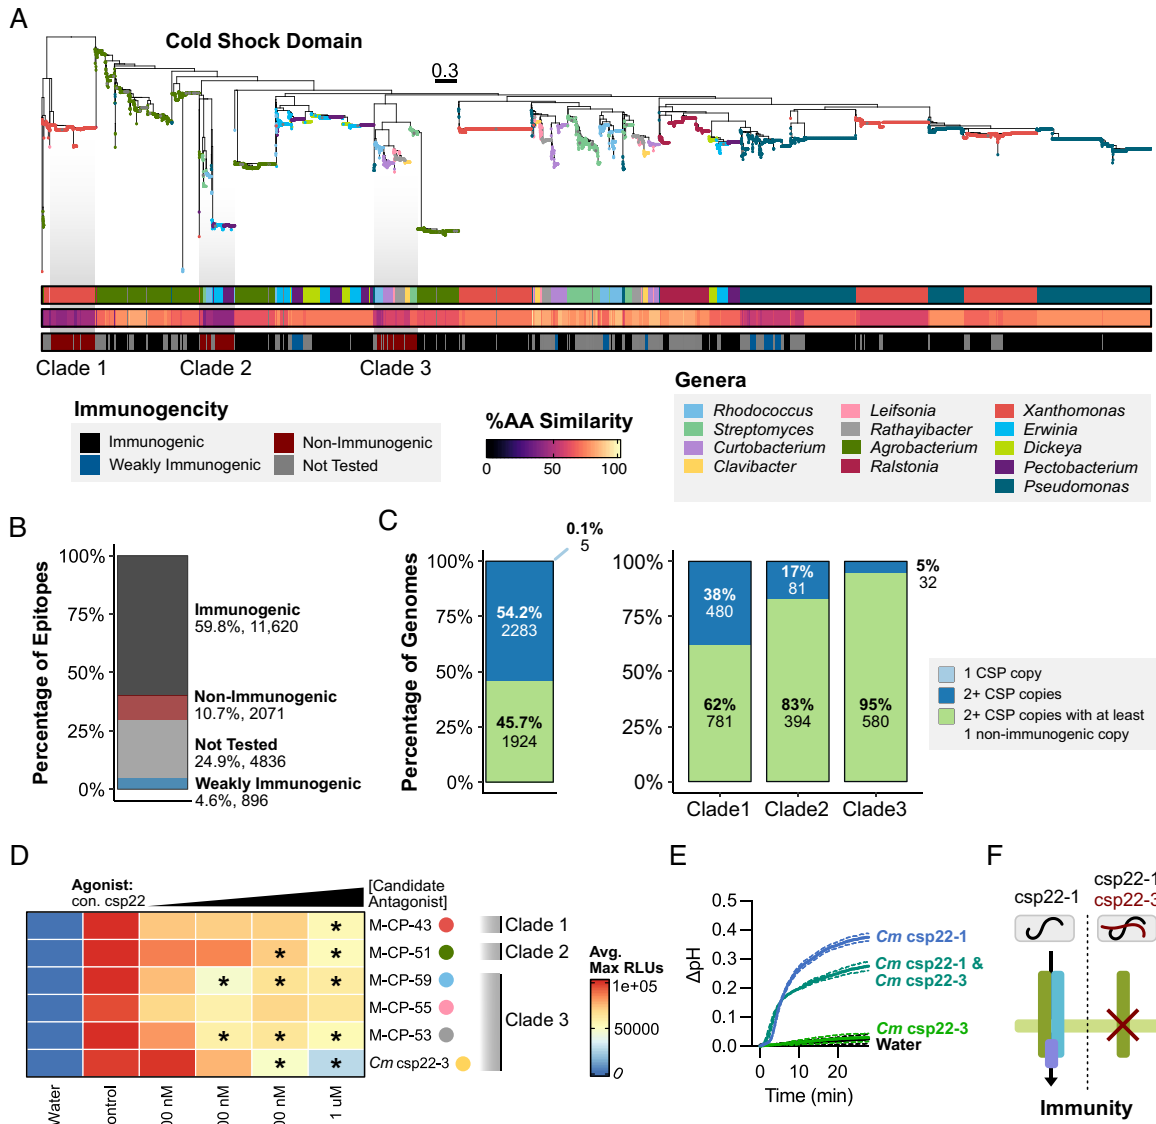 A
Cold Shock Domain
0.3
Clade 1
Clade 2
Clade 3
Immunogencity
Immunogenic
Non-Immunogenic
Weakly Immunogenic
Not Tested
%AA Similarity
0
50
100
Genera
Rhodococcus
Leifsonia
Xanthomonas
Streptomyces
Rathayibacter
Erwinia
Curtobacterium
Agrobacterium
Dickeya
Clavibacter
Ralstonia
Pectobacterium
Pseudomonas
B
Percentage of Epitopes
100%
75%
50%
25%
0%
Immunogenic
59.8%, 11,620
Non-Immunogenic
10.7%, 2071
Not Tested
24.9%, 4836
Weakly Immunogenic
4.6%, 896
C
Percentage of Genomes
100%
75%
50%
25%
0%
0.1%
5
54.2%
2283
45.7%
1924
100%
75%
50%
25%
0%
38%
480
62%
781
17%
81
83%
394
5%
32
95%
580
Clade1
Clade2
Clade3
1 CSP copy
2+ CSP copies
2+ CSP copies with at least
1 non-immunogenic copy
D
Agonist:
con. csp22
[Candidate
Antagonist]
M-CP-43
M-CP-51
M-CP-59
M-CP-55
M-CP-53
Cm csp22-3
Clade 1
Clade 2
Clade 3
* 
* *
* * *
* * *
* *
Water
1 uM
Avg.
Max RLUs
1e+05
50000
0
E
ΔpH
0.5
0.4
0.3
0.2
0.1
0.0
0
10
20
Time (min)
Cm csp22-1
Cm csp22-1 &
Cm csp22-3
Cm csp22-3
Water
F
csp22-1
csp22-1
csp22-3
Immunity